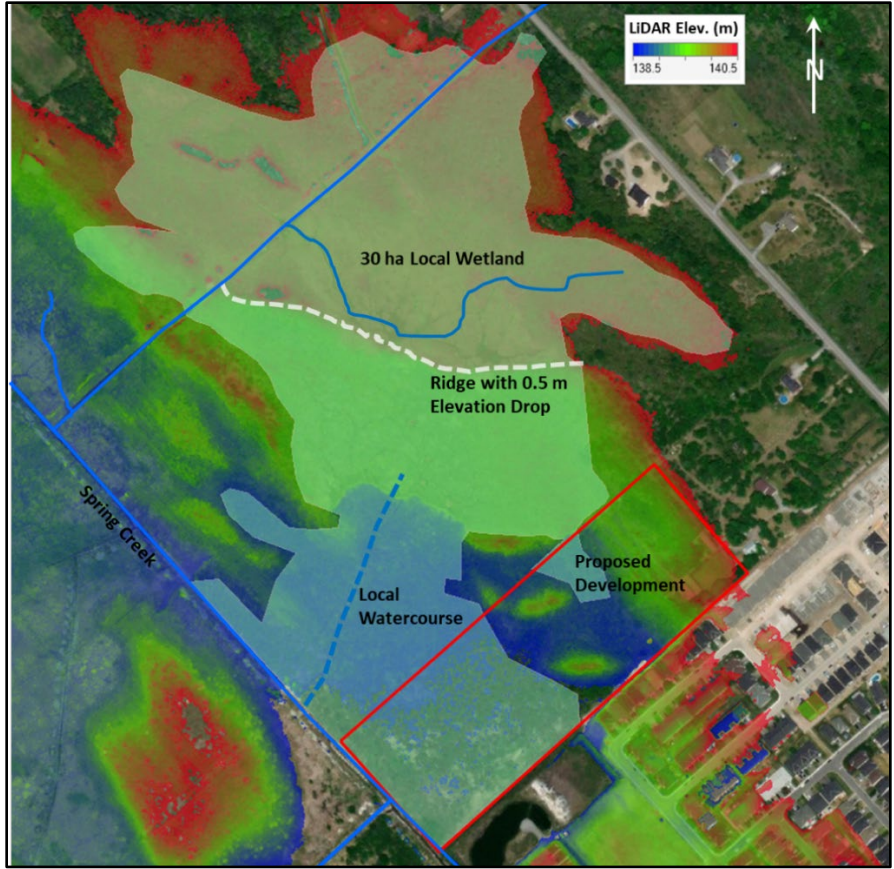 LiDAR Elev. (m)
138.5 140.5
N
30 ha Local Wetland
Ridge with 0.5 m
Elevation Drop
Spring Creek
Proposed
Development
Local
Watercourse